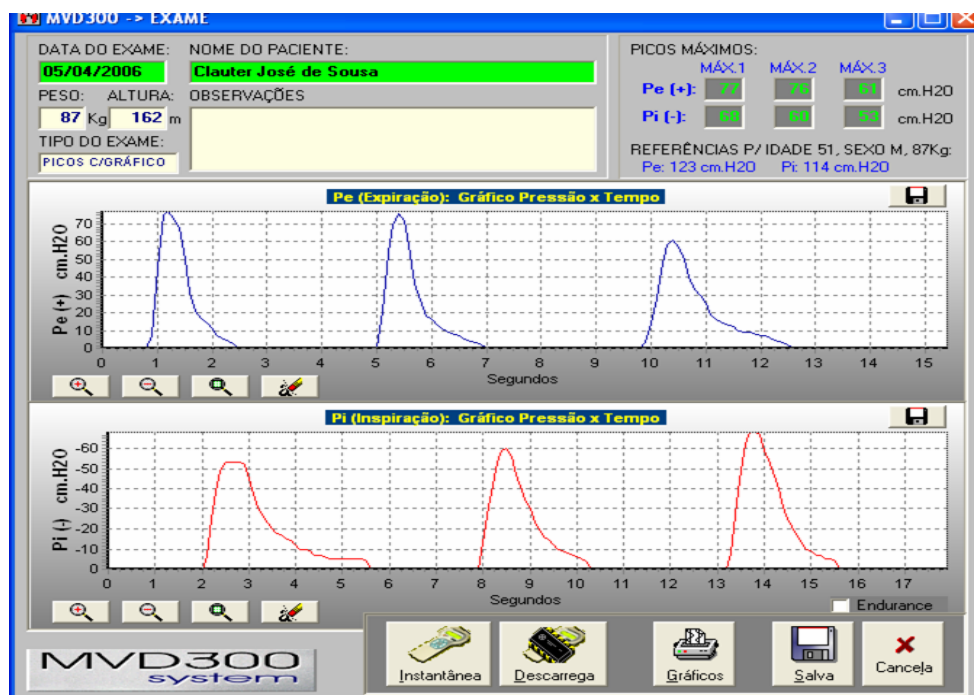 MVD300 -> EXAME
DATA DO EXAME: NOME DO PACIENTE:
05/04/2006 Clauter José de Sousa
PESO: ALTURA: OBSERVAÇÕES
87 Kg 162 m
TIPO DO EXAME:
PICOS C/GRÁFICO
PICOS MÁXIMOS:
MÁX.1 MÁX.2 MÁX.3
Pe (+): 77 76 61 cm.H2O
Pi (-): 68 60 53 cm.H2O
REFERÊNCIAS P/ IDADE 51, SEXO M, 87Kg:
Pe: 123 cm.H2O Pi: 114 cm.H2O
Pe (Expiração): Gráfico Pressão x Tempo
Pe (+) cm.H2O
70
60
50
40
30
20
10
0
0 1 2 3 4 5 6 7 8 9 10 11 12 13 14 15
Segundos
Pi (Inspiração): Gráfico Pressão x Tempo
Pi (-) cm.H2O
-60
-50
-40
-30
-20
-10
0
0 1 2 3 4 5 6 7 8 9 10 11 12 13 14 15 16 17
Segundos
Endurance
MVD300
system
Instantânea Descarrega Gráficos Salva Cancela